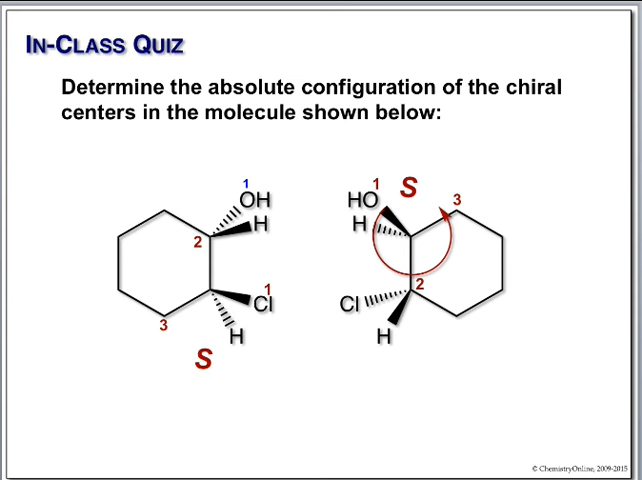 IN-CLASS QUIZ
Determine the absolute configuration of the chiral
centers in the molecule shown below:
1
OH
H
2
1
Cl
3
H
S
1
S
3
HO
H
2
Cl
H
© ChemistryOnline, 2009-2015